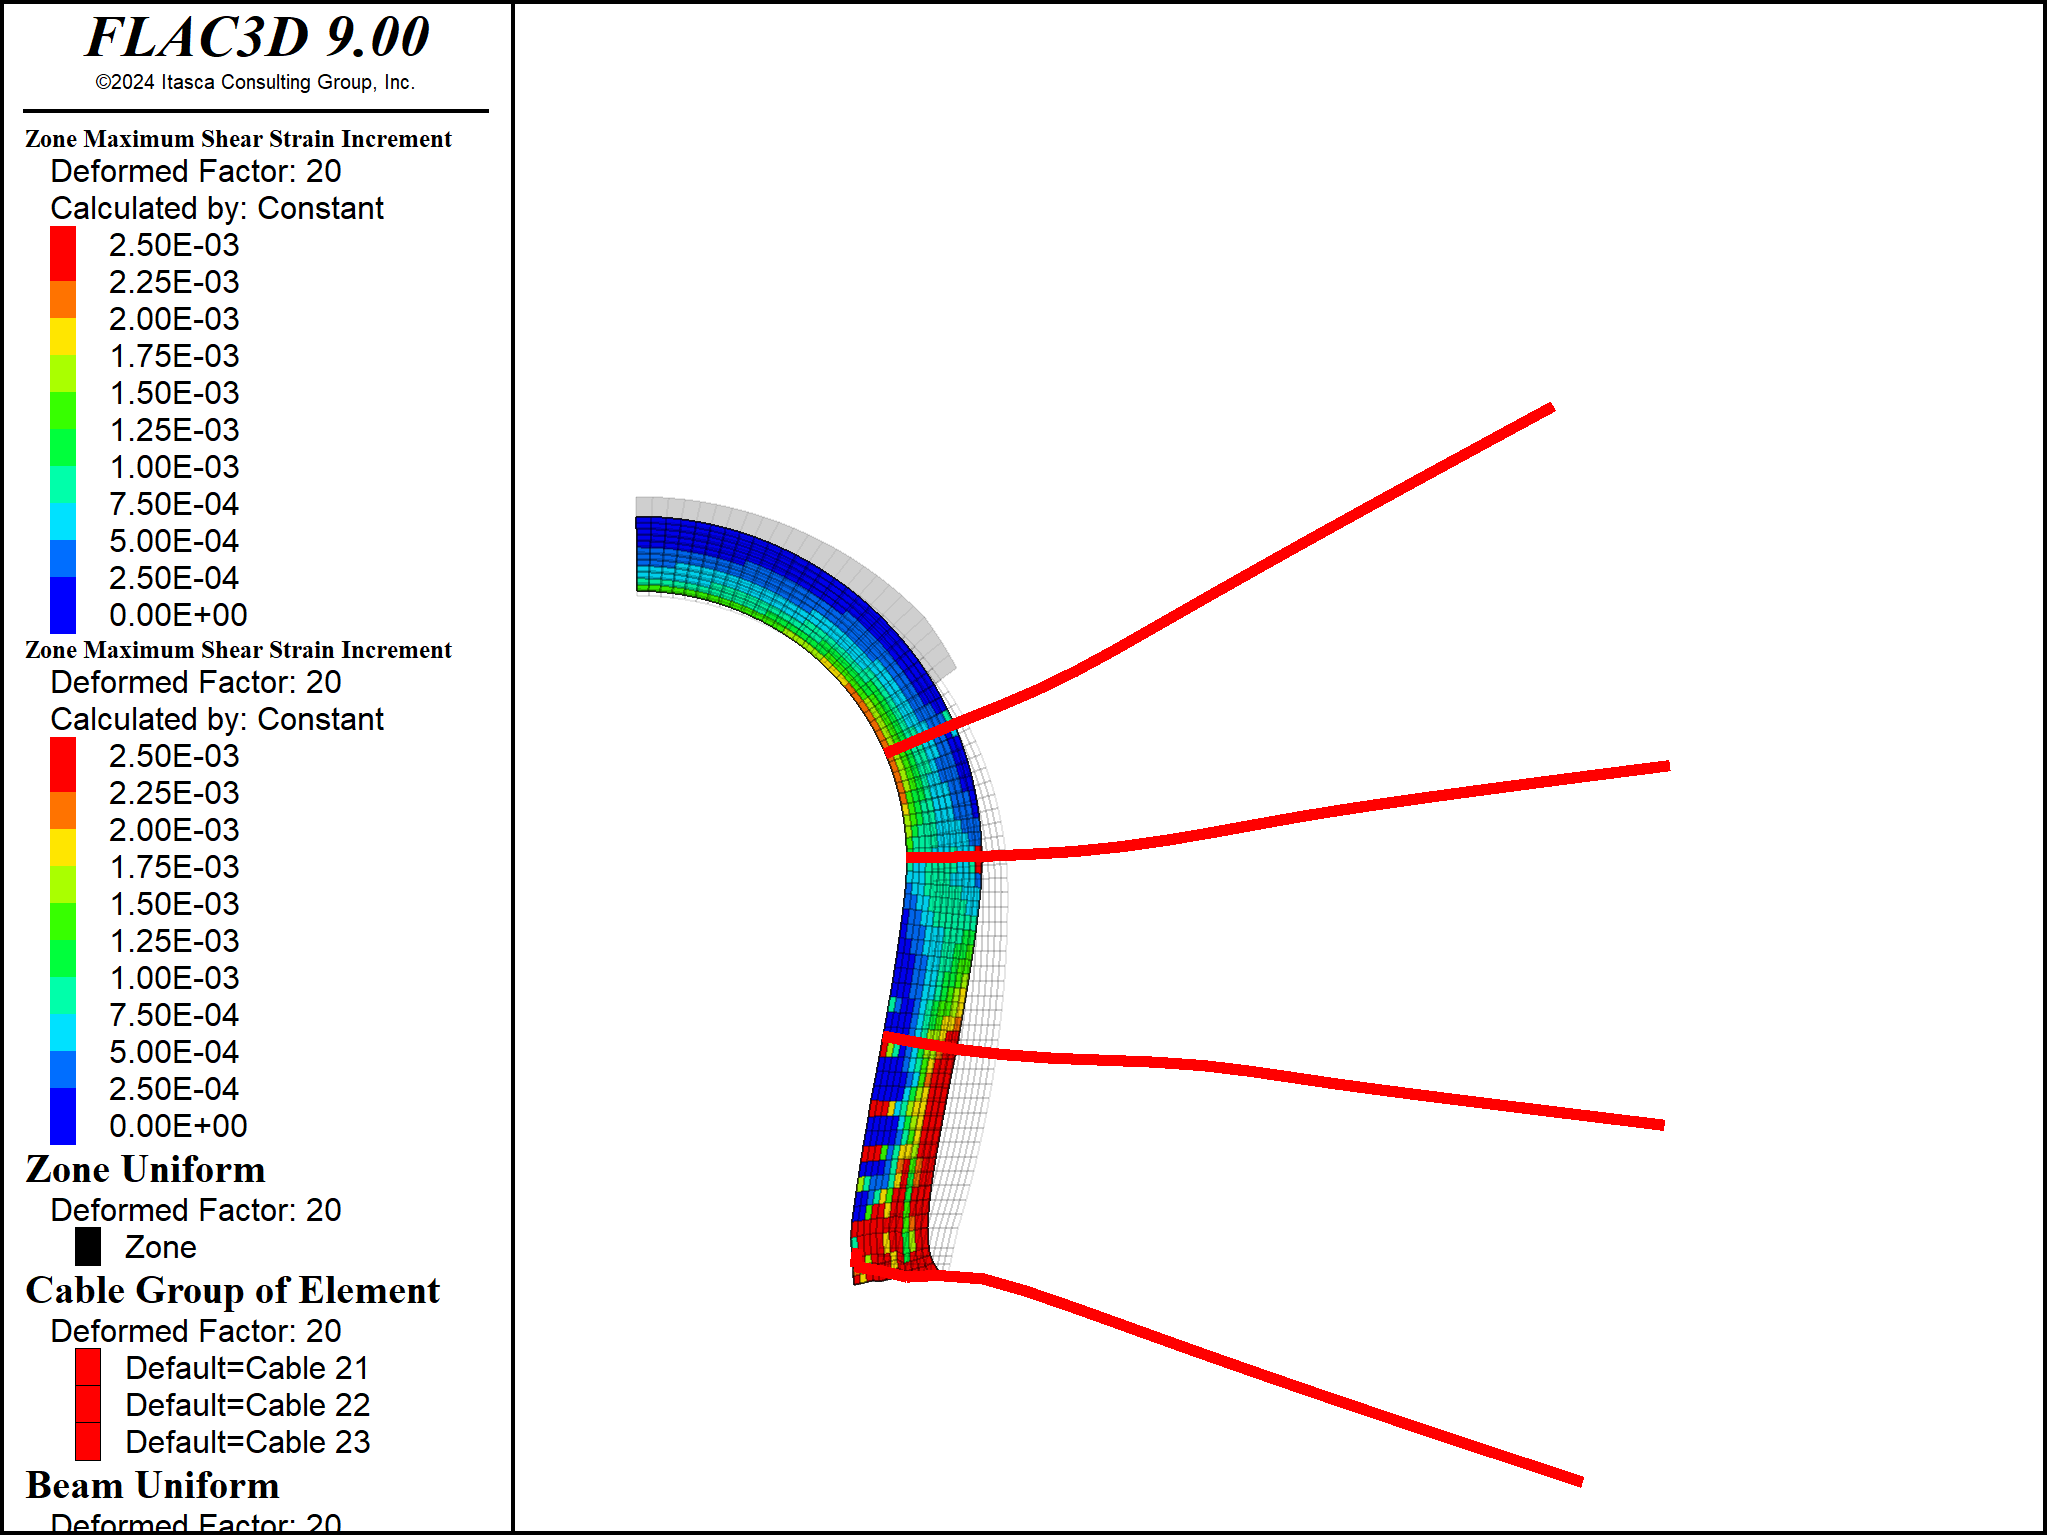 FLAC3D 9.00
©2024 Itasca Consulting Group, Inc.
Zone Maximum Shear Strain Increment
Deformed Factor: 20
Calculated by: Constant
2.50E-03
2.25E-03
2.00E-03
1.75E-03
1.50E-03
1.25E-03
1.00E-03
7.50E-04
5.00E-04
2.50E-04
0.00E+00
Zone Maximum Shear Strain Increment
Deformed Factor: 20
Calculated by: Constant
2.50E-03
2.25E-03
2.00E-03
1.75E-03
1.50E-03
1.25E-03
1.00E-03
7.50E-04
5.00E-04
2.50E-04
0.00E+00
Zone Uniform
Deformed Factor: 20
Zone
Cable Group of Element
Deformed Factor: 20
Default=Cable 21
Default=Cable 22
Default=Cable 23
Beam Uniform
Deformed Factor: 20